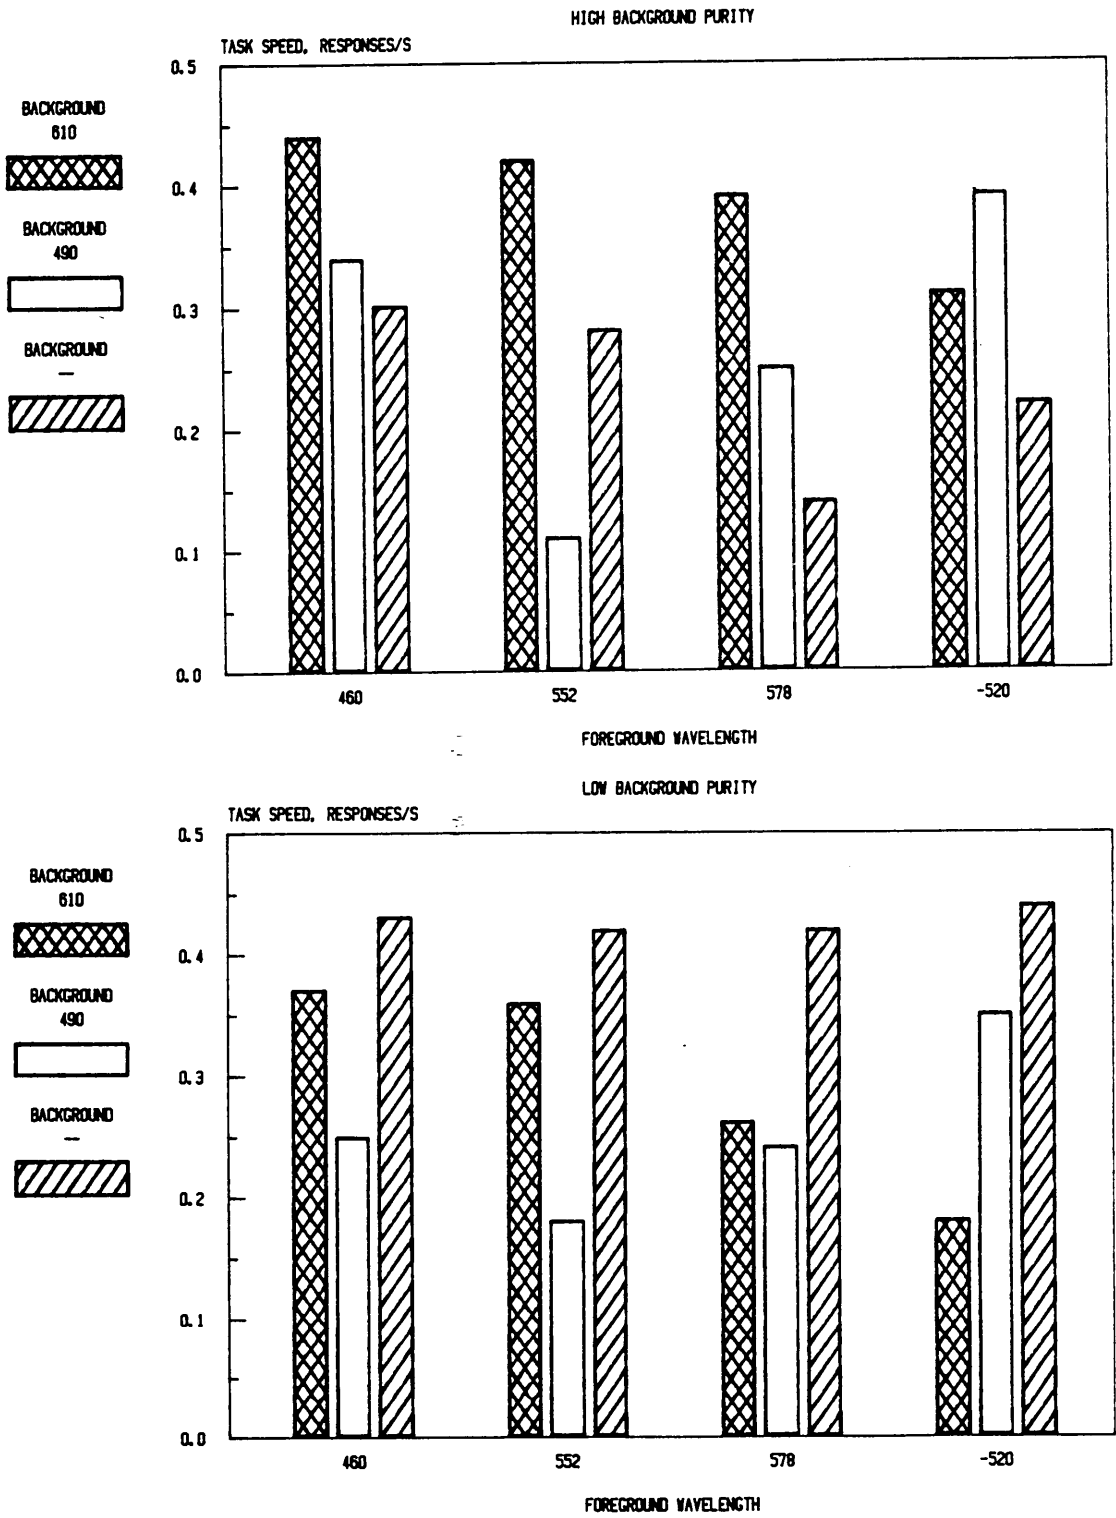 HIGH BACKGROUND PURITY
TASK SPEED, RESPONSES/S
0.5
0.4
0.3
0.2
0.1
0.0
BACKGROUND
610
BACKGROUND
490
BACKGROUND
—
460 552 578 -520
FOREGROUND WAVELENGTH
LOW BACKGROUND PURITY
TASK SPEED, RESPONSES/S
0.5
0.4
0.3
0.2
0.1
0.0
BACKGROUND
610
BACKGROUND
490
BACKGROUND
—
460 552 578 -520
FOREGROUND WAVELENGTH